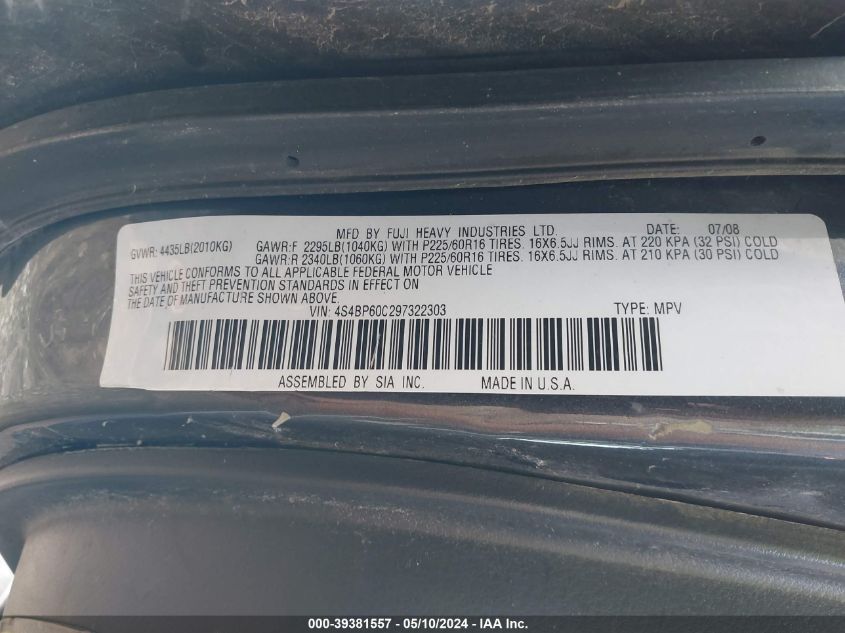 MFD BY FUJI HEAVY INDUSTRIES LTD. DATE: 07/08
GVWR: 4435LB(2010KG) GAWR:F 2295LB(1040KG) WITH P225/60R16 TIRES. 16X6.5JJ RIMS. AT 220 KPA (32 PSI) COLD
GAWR:R 2340LB(1060KG) WITH P225/60R16 TIRES. 16X6.5JJ RIMS. AT 210 KPA (30 PSI) COLD
THIS VEHICLE CONFORMS TO ALL APPLICABLE FEDERAL MOTOR VEHICLE
SAFETY AND THEFT PREVENTION STANDARDS IN EFFECT ON
THE DATE OF MANUFACTURE SHOWN ABOVE.
VIN: 4S4BP60C297322303 TYPE: MPV
ASSEMBLED BY SIA INC. MADE IN U.S.A.
000-39381557 - 05/10/2024 - IAA Inc.